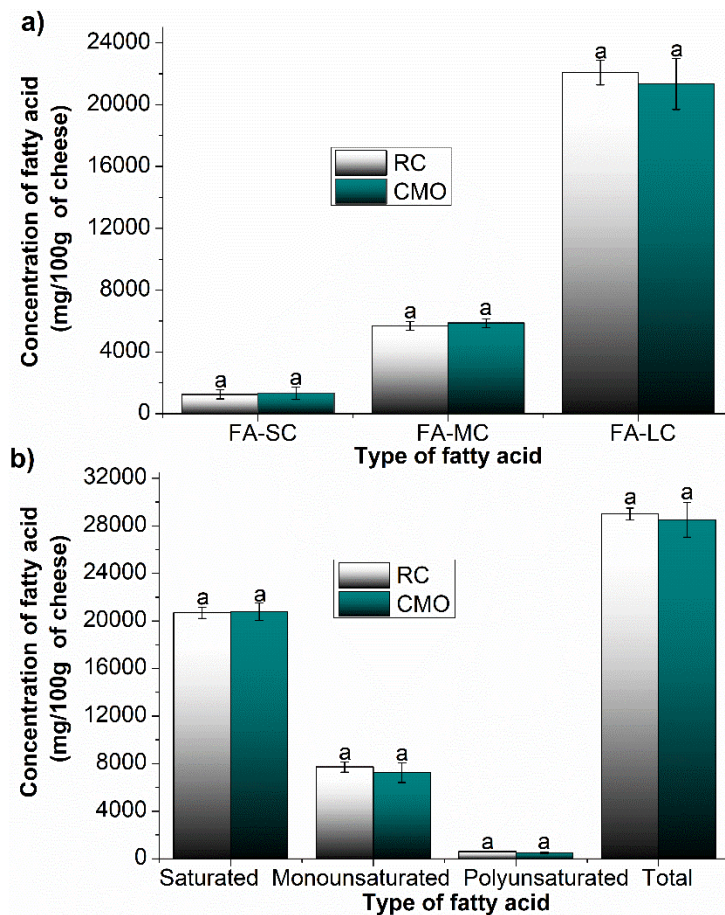 a)
24000
20000
16000
12000
8000
4000
0
Concentration of fatty acid
(mg/100g of cheese)
a a
a a
a a
RC
CMO
FA-SC FA-MC FA-LC
Type of fatty acid
b)
32000
28000
24000
20000
16000
12000
8000
4000
0
Concentration of fatty acid
(mg/100g of cheese)
a a
a a
a a
a a
RC
CMO
Saturated Monounsaturated Polyunsaturated Total
Type of fatty acid